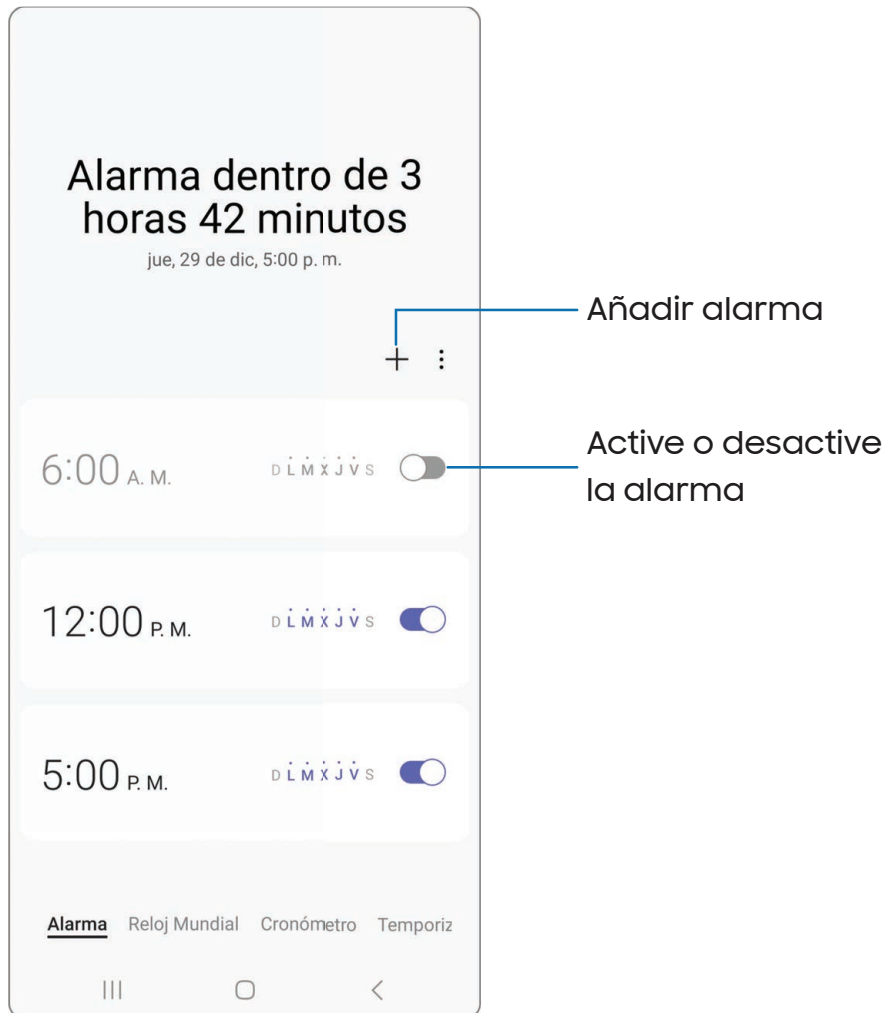 Alarma dentro de 3
horas 42 minutos
jue, 29 de dic, 5:00 p. m.
Añadir alarma
6:00 A. M.
D L M X J V S
Active o desactive
la alarma
12:00 P. M.
D L M X J V S
5:00 P. M.
D L M X J V S
Alarma Reloj Mundial Cronómetro Temporiz